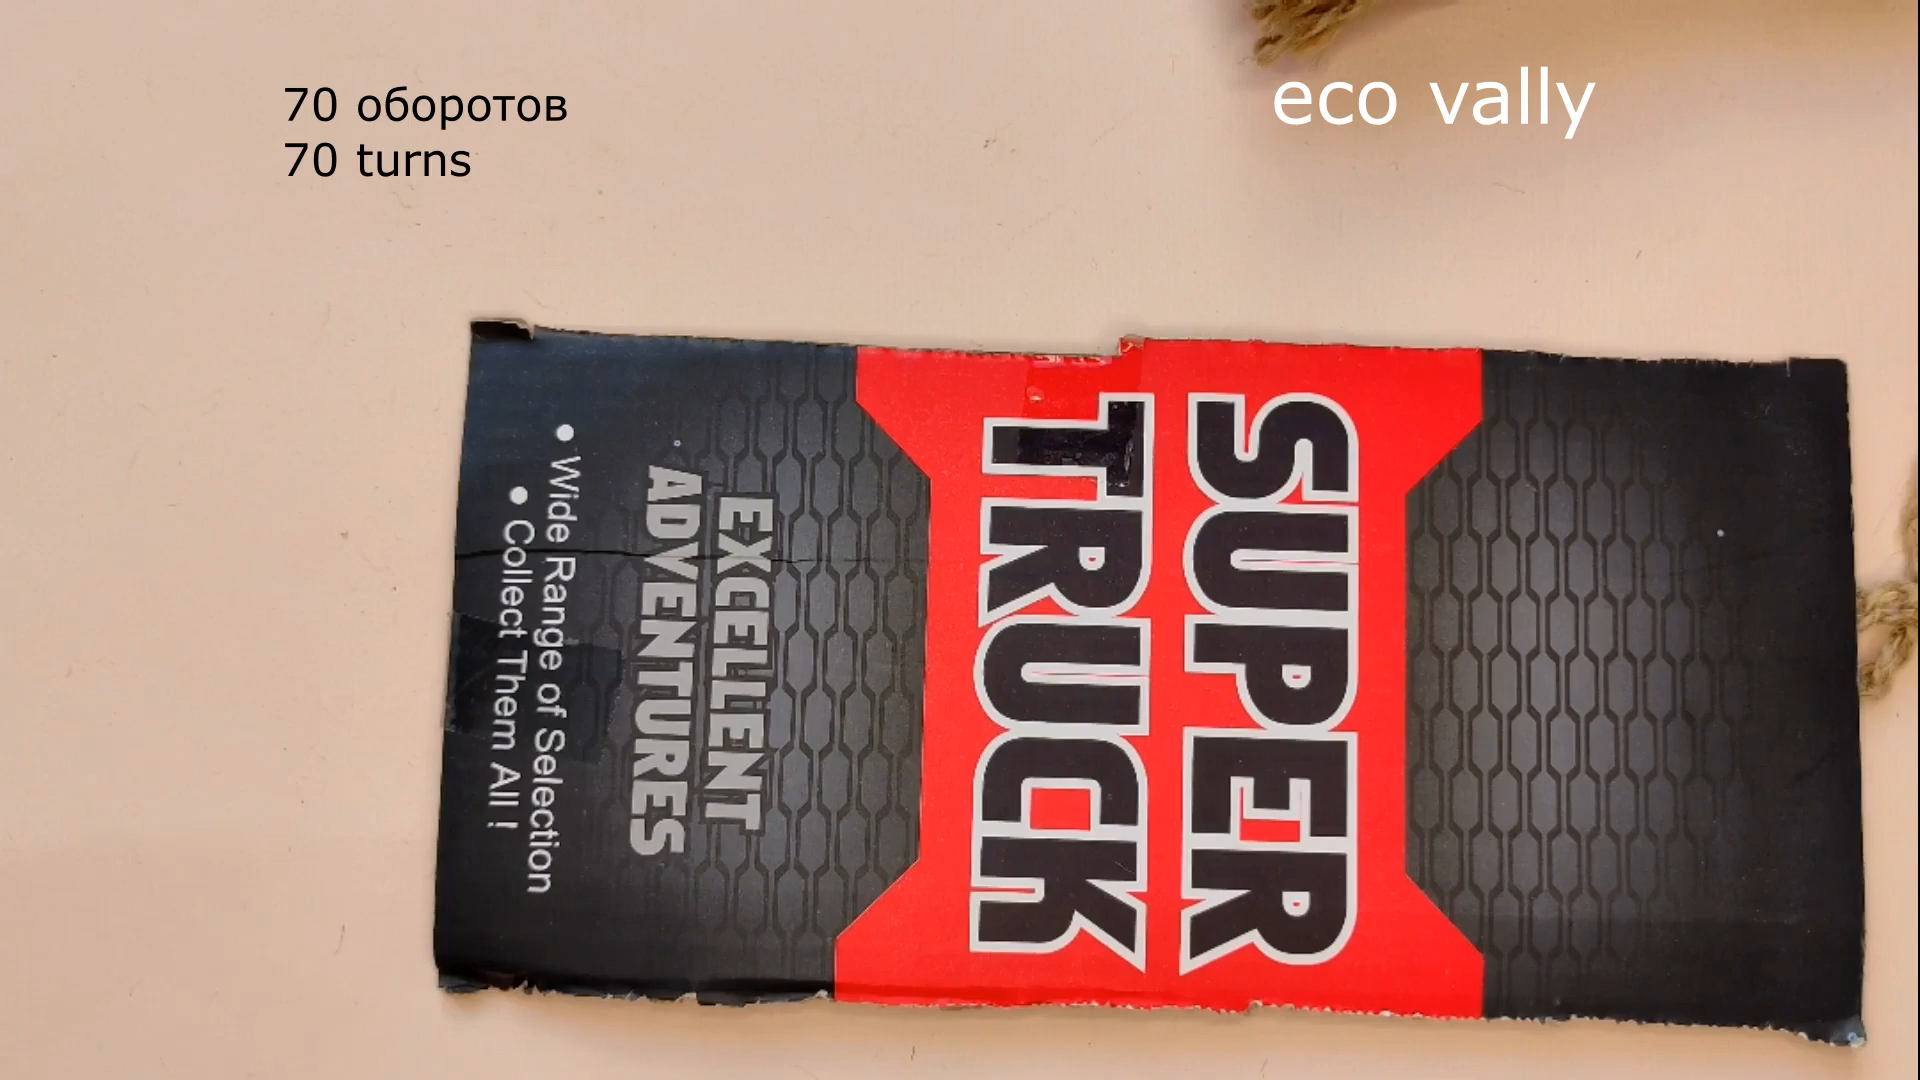 70 оборотов
70 turns
eco vally
SUPER
TRUCK
EXCELLENT
ADVENTURES
● Wide Range of Selection
● Collect Them All !